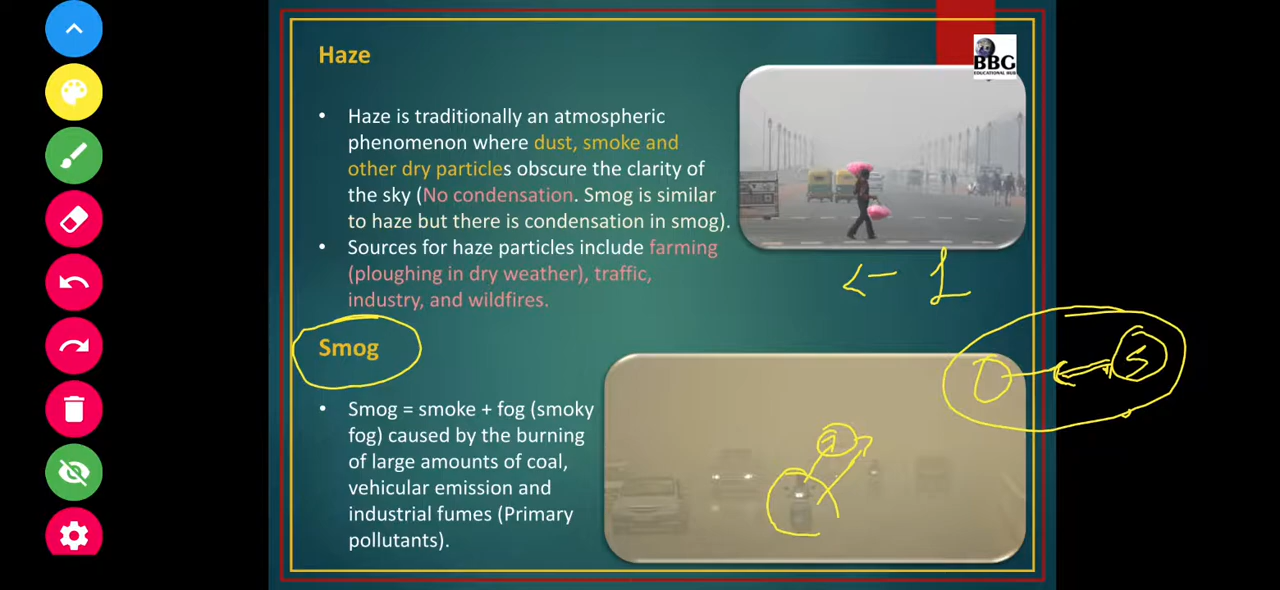 Haze
BBG
EDUCATIONAL HUB
• Haze is traditionally an atmospheric
phenomenon where dust, smoke and
other dry particles obscure the clarity of
the sky (No condensation. Smog is similar
to haze but there is condensation in smog).
• Sources for haze particles include farming
(ploughing in dry weather), traffic,
industry, and wildfires.
Smog
• Smog = smoke + fog (smoky
fog) caused by the burning
of large amounts of coal,
vehicular emission and
industrial fumes (Primary
pollutants).